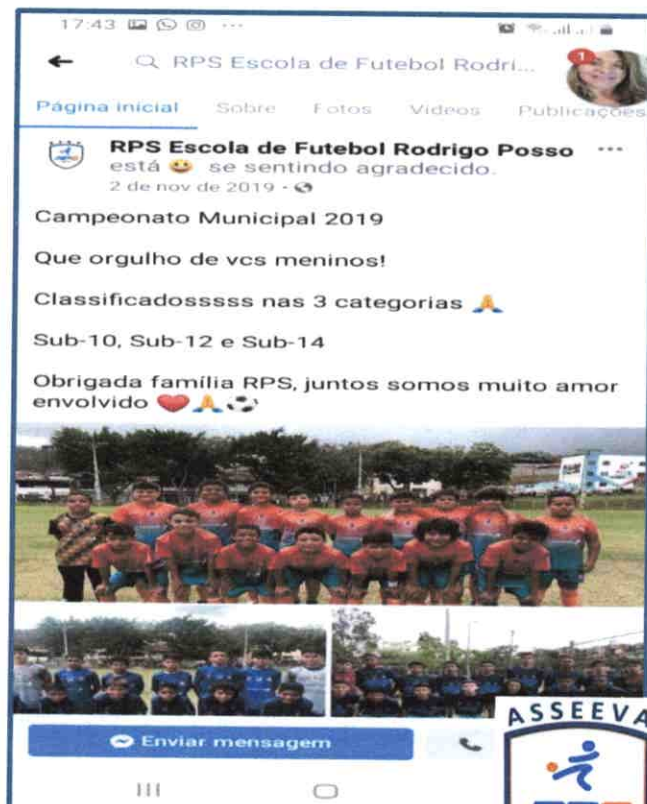 17:43
RPS Escola de Futebol Rodri...
1
Página inicial Sobre Fotos Vídeos Publicações
RPS Escola de Futebol Rodrigo Posso
está 😀 se sentindo agradecido.
2 de nov de 2019
Campeonato Municipal 2019
Que orgulho de vcs meninos!
Classificadosssss nas 3 categorias 🙏
Sub-10, Sub-12 e Sub-14
Obrigada família RPS, juntos somos muito amor
envolvido ❤️🙏⚽
Enviar mensagem
ASSEEVA